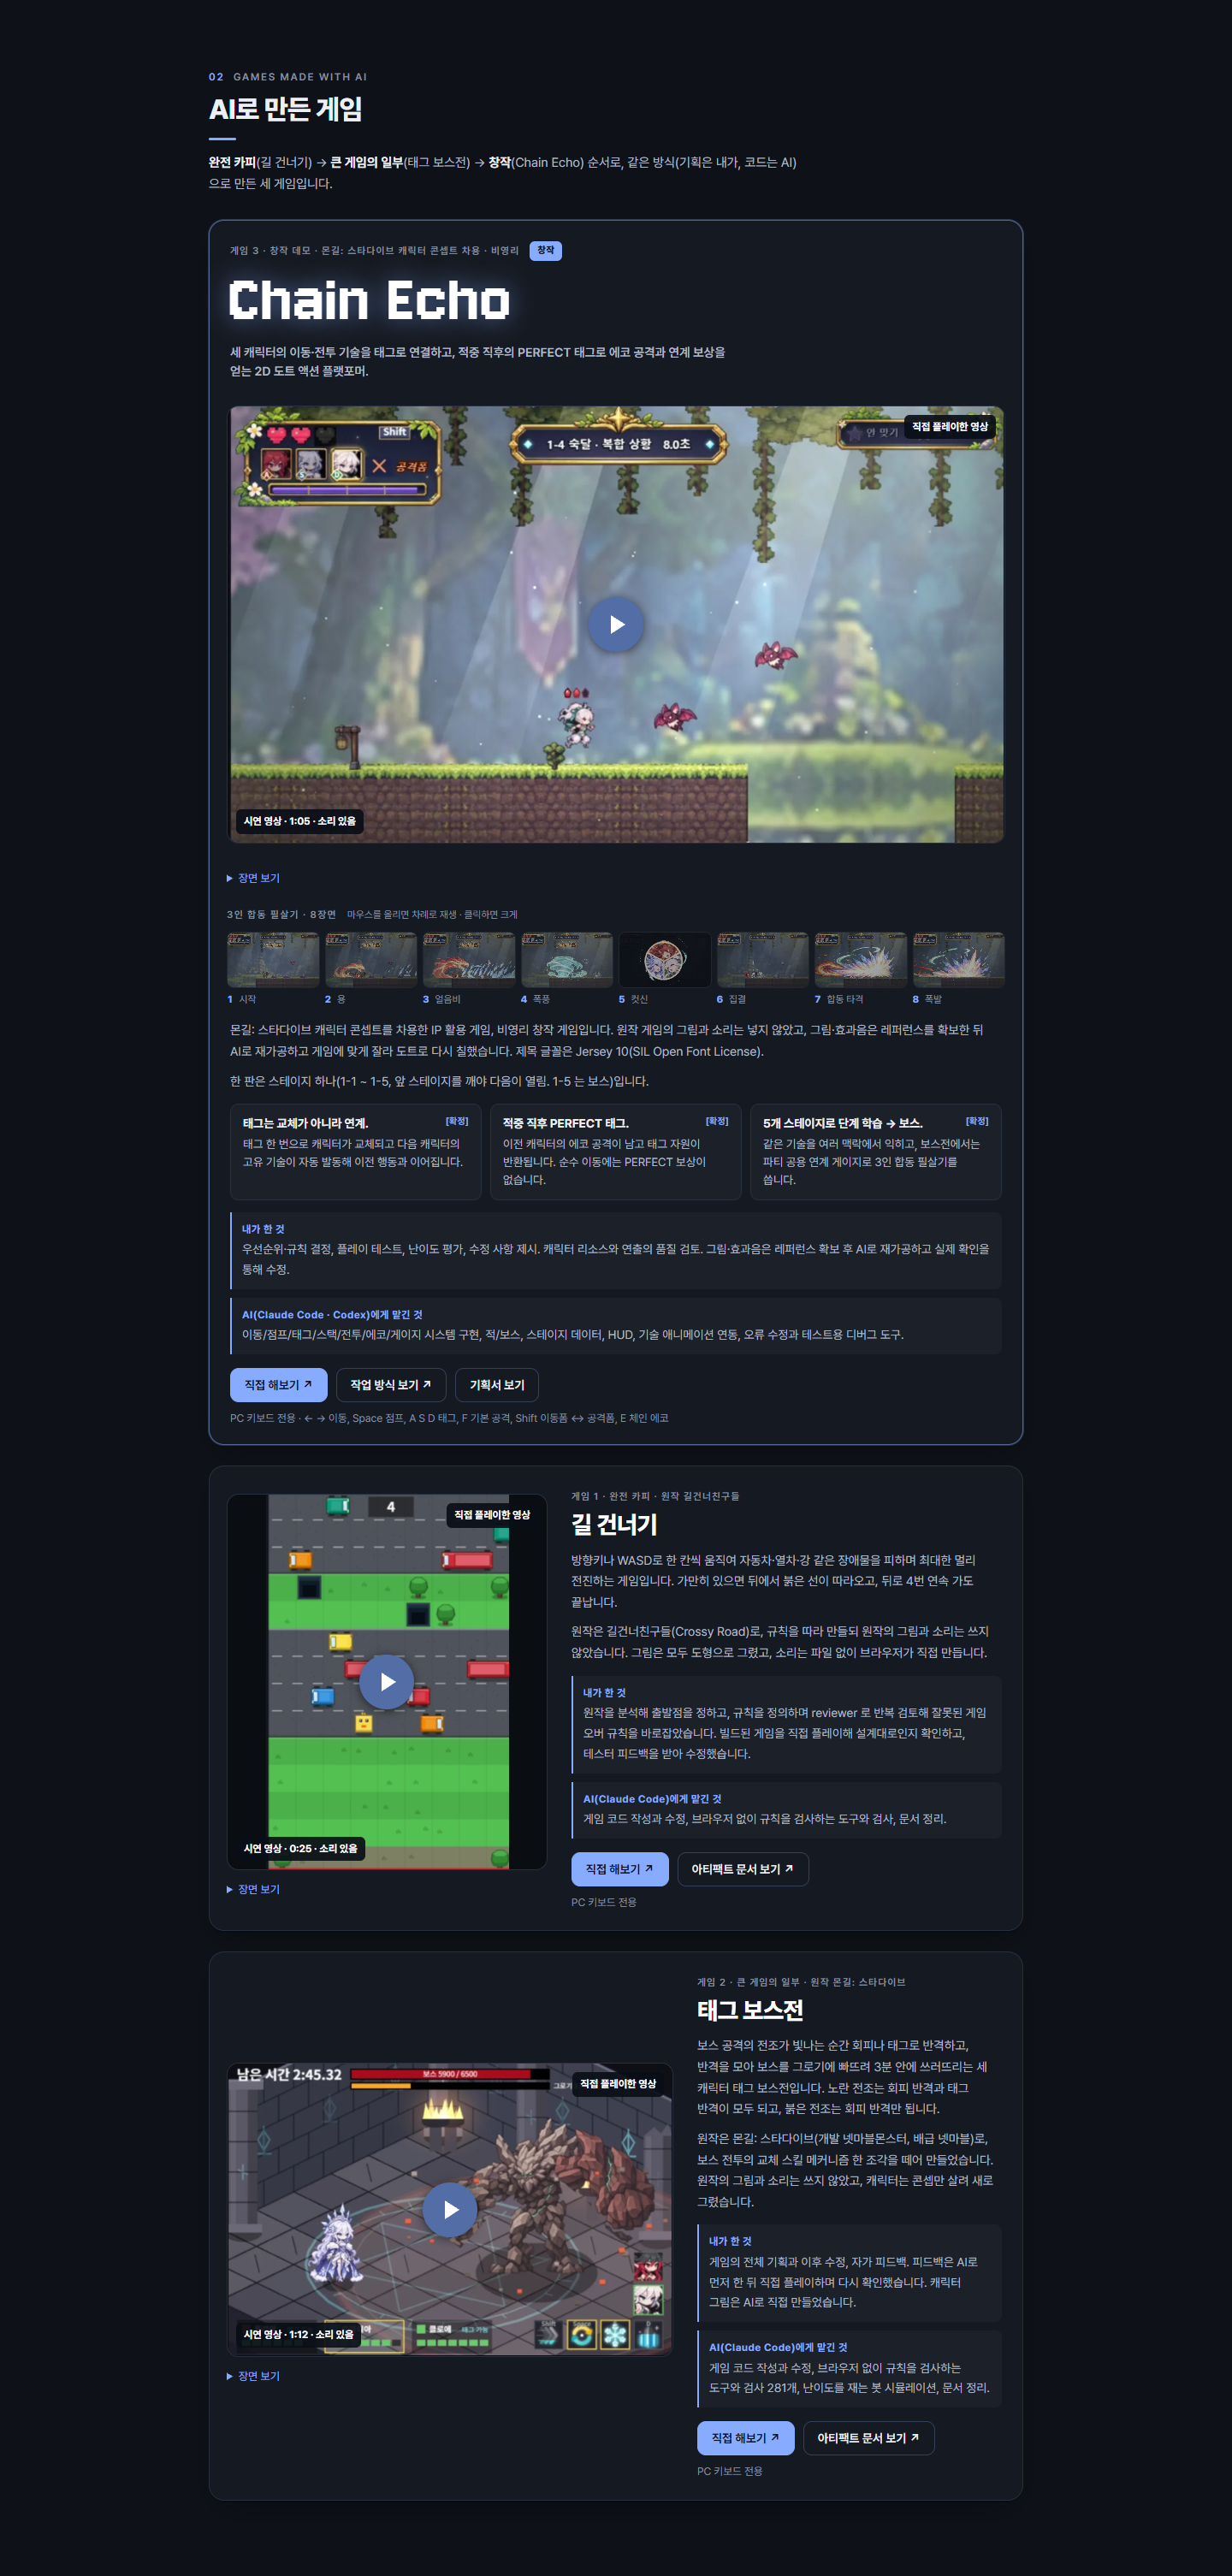 02 GAMES MADE WITH AI
AI로 만든 게임
완전 카피(길 건너기) → 큰 게임의 일부(태그 보스전) → 창작(Chain Echo) 순서로, 같은 방식(기획은 내가, 코드는 AI)
으로 만든 세 게임입니다.
게임 3 · 창작 데모 · 몬길: 스타다이브 캐릭터 콘셉트 차용 · 비영리 창작
Chain Echo
세 캐릭터의 이동·전투 기술을 태그로 연결하고, 적중 직후의 PERFECT 태그로 에코 공격과 연계 보상을
얻는 2D 도트 액션 플랫포머.
Shift
공격폼
1-4 숙달 · 복합 상황 8.0초
안 맞기
직접 플레이한 영상
시연 영상 · 1:05 · 소리 있음
▶ 장면 보기
3인 합동 필살기 · 8장면 마우스를 올리면 차례로 재생 · 클릭하면 크게
1 시작
2 용
3 얼음비
4 폭풍
5 컷신
6 집결
7 합동 타격
8 폭발
몬길: 스타다이브 캐릭터 콘셉트를 차용한 IP 활용 게임, 비영리 창작 게임입니다. 원작 게임의 그림과 소리는 넣지 않았고, 그림·효과음은 레퍼런스를 확보한 뒤
AI로 재가공하고 게임에 맞게 잘라 도트로 다시 칠했습니다. 제목 글꼴은 Jersey 10(SIL Open Font License).
한 판은 스테이지 하나(1-1 ~ 1-5, 앞 스테이지를 깨야 다음이 열림. 1-5 는 보스)입니다.
태그는 교체가 아니라 연계. [확정]
태그 한 번으로 캐릭터가 교체되고 다음 캐릭터의
고유 기술이 자동 발동해 이전 행동과 이어집니다.
적중 직후 PERFECT 태그. [확정]
이전 캐릭터의 에코 공격이 남고 태그 자원이
반환됩니다. 순수 이동에는 PERFECT 보상이
없습니다.
5개 스테이지로 단계 학습 → 보스. [확정]
같은 기술을 여러 맥락에서 익히고, 보스전에서는
파티 공용 연계 게이지로 3인 합동 필살기를
씁니다.
내가 한 것
우선순위·규칙 결정, 플레이 테스트, 난이도 평가, 수정 사항 제시. 캐릭터 리소스와 연출의 품질 검토. 그림·효과음은 레퍼런스 확보 후 AI로 재가공하고 실제 확인을
통해 수정.
AI(Claude Code · Codex)에게 맡긴 것
이동/점프/태그/스택/전투/에코/게이지 시스템 구현, 적/보스, 스테이지 데이터, HUD, 기술 애니메이션 연동, 오류 수정과 테스트용 디버그 도구.
직접 해보기 ↗
작업 방식 보기 ↗
기획서 보기
PC 키보드 전용 · ← → 이동, Space 점프, A S D 태그, F 기본 공격, Shift 이동폼 ↔ 공격폼, E 체인 에코
4
직접 플레이한 영상
시연 영상 · 0:25 · 소리 있음
▶ 장면 보기
게임 1 · 완전 카피 · 원작 길건너친구들
길 건너기
방향키나 WASD로 한 칸씩 움직여 자동차·열차·강 같은 장애물을 피하며 최대한 멀리
전진하는 게임입니다. 가만히 있으면 뒤에서 붉은 선이 따라오고, 뒤로 4번 연속 가도
끝납니다.
원작은 길건너친구들(Crossy Road)로, 규칙을 따라 만들되 원작의 그림과 소리는 쓰지
않았습니다. 그림은 모두 도형으로 그렸고, 소리는 파일 없이 브라우저가 직접 만듭니다.
내가 한 것
원작을 분석해 출발점을 정하고, 규칙을 정의하며 reviewer 로 반복 검토해 잘못된 게임
오버 규칙을 바로잡았습니다. 빌드된 게임을 직접 플레이해 설계대로인지 확인하고,
테스터 피드백을 받아 수정했습니다.
AI(Claude Code)에게 맡긴 것
게임 코드 작성과 수정, 브라우저 없이 규칙을 검사하는 도구와 검사, 문서 정리.
직접 해보기 ↗
아티팩트 문서 보기 ↗
PC 키보드 전용
남은 시간 2:45.32
보스 5900 / 6500
그로기
직접 플레이한 영상
클로에
시연 영상 · 1:12 · 소리 있음
▶ 장면 보기
게임 2 · 큰 게임의 일부 · 원작 몬길: 스타다이브
태그 보스전
보스 공격의 전조가 빛나는 순간 회피나 태그로 반격하고,
반격을 모아 보스를 그로기에 빠뜨려 3분 안에 쓰러뜨리는 세
캐릭터 태그 보스전입니다. 노란 전조는 회피 반격과 태그
반격이 모두 되고, 붉은 전조는 회피 반격만 됩니다.
원작은 몬길: 스타다이브(개발 넷마블몬스터, 배급 넷마블)로,
보스 전투의 교체 스킬 메커니즘 한 조각을 떼어 만들었습니다.
원작의 그림과 소리는 쓰지 않았고, 캐릭터는 콘셉만 살려 새로
그렸습니다.
내가 한 것
게임의 전체 기획과 이후 수정, 자가 피드백. 피드백은 AI로
먼저 한 뒤 직접 플레이하며 다시 확인했습니다. 캐릭터
그림은 AI로 직접 만들었습니다.
AI(Claude Code)에게 맡긴 것
게임 코드 작성과 수정, 브라우저 없이 규칙을 검사하는
도구와 검사 281개, 난이도를 재는 봇 시뮬레이션, 문서 정리.
직접 해보기 ↗
아티팩트 문서 보기 ↗
PC 키보드 전용